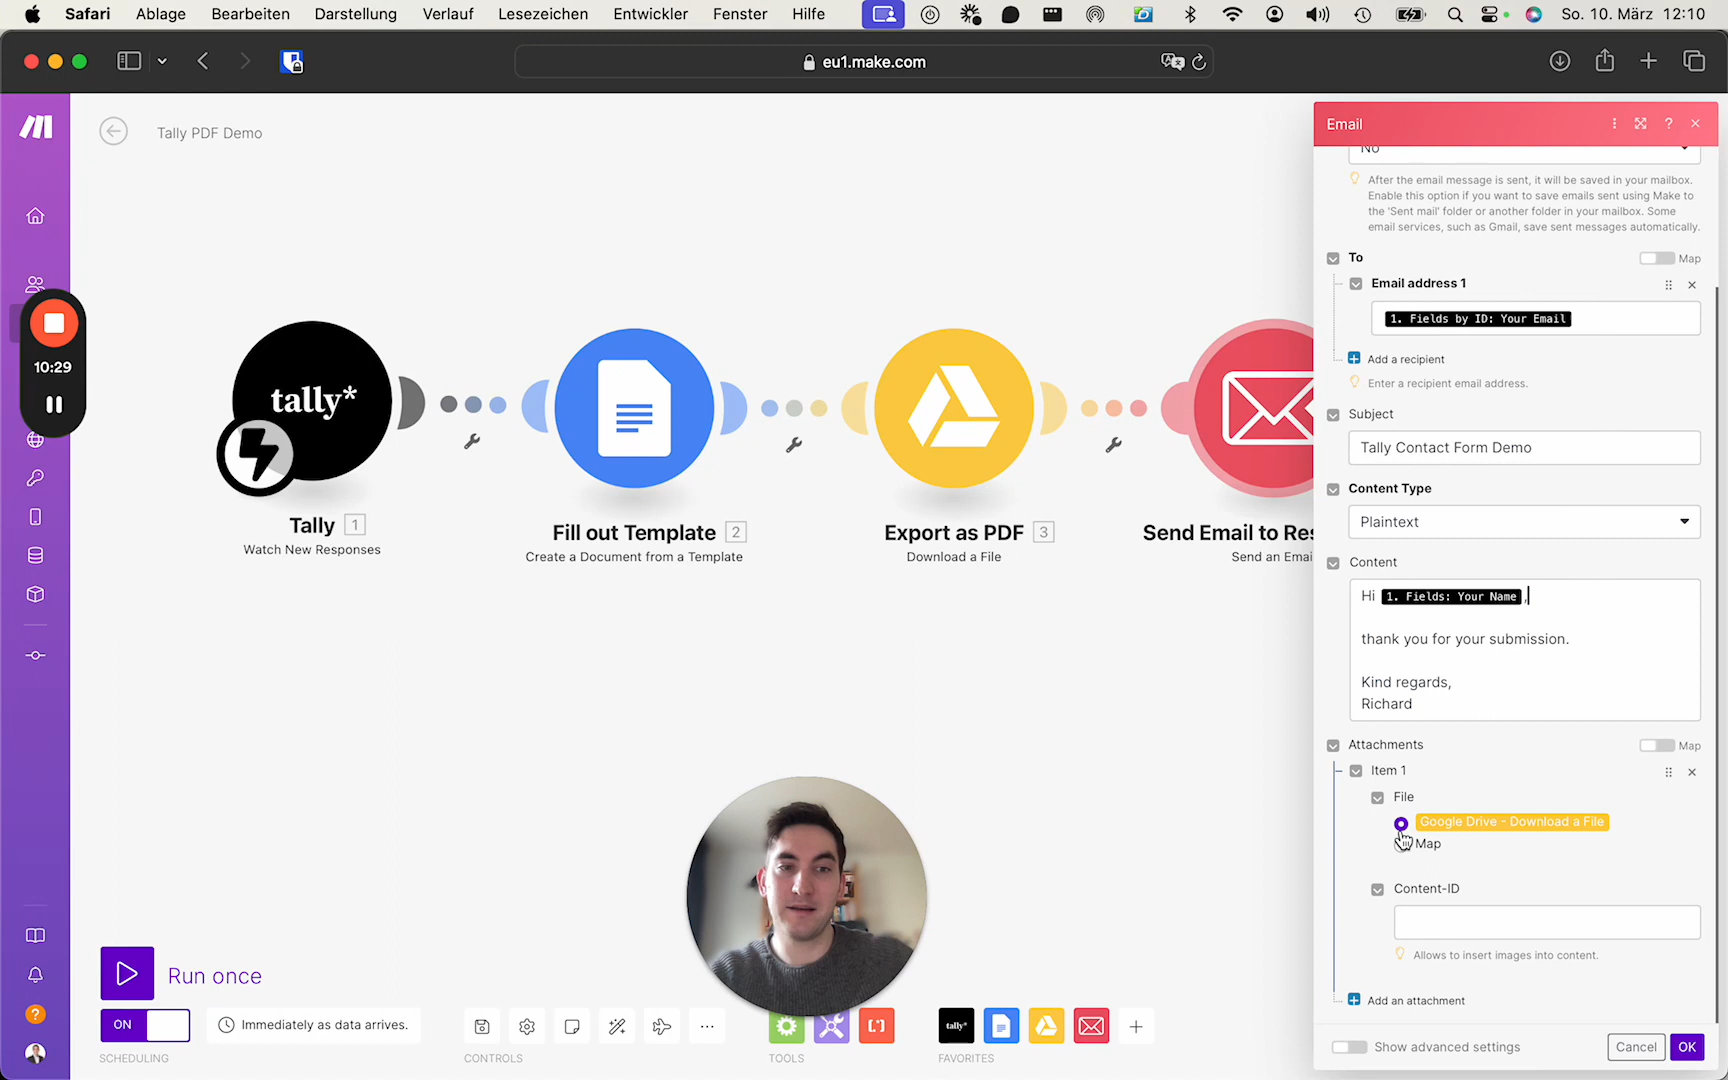 Safari Ablage Bearbeiten Darstellung Verlauf Lesezeichen Entwickler Fenster Hilfe So. 10. März 12:10
eu1.make.com
Tally PDF Demo
10:29
tally*
Tally 1
Watch New Responses
Fill out Template 2
Create a Document from a Template
Export as PDF 3
Download a File
Send Email to Res
Send an Emai
Email
No
After the email message is sent, it will be saved in your mailbox.
Enable this option if you want to save emails sent using Make to
the 'Sent mail' folder or another folder in your mailbox. Some
email services, such as Gmail, save sent messages automatically.
To Map
Email address 1
1. Fields by ID: Your Email
Add a recipient
Enter a recipient email address.
Subject
Tally Contact Form Demo
Content Type
Plaintext
Content
Hi 1. Fields: Your Name ,
thank you for your submission.
Kind regards,
Richard
Attachments Map
Item 1
File
Google Drive - Download a File
Map
Content-ID
Allows to insert images into content.
Add an attachment
Show advanced settings Cancel OK
Run once
ON Immediately as data arrives.
SCHEDULING
CONTROLS
TOOLS
tally*
FAVORITES